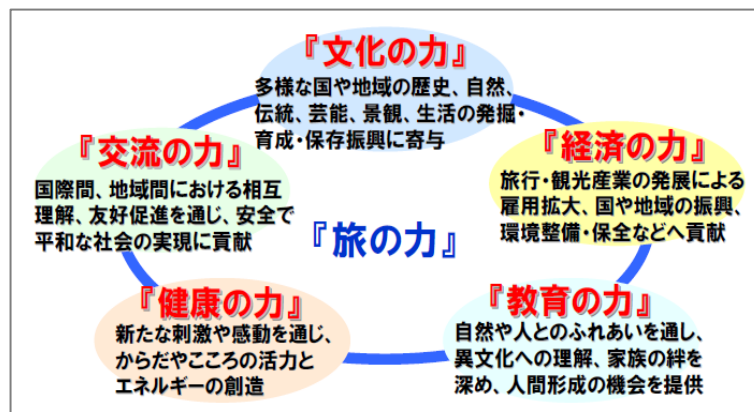 『文化の力』
多様な国や地域の歴史、自然、
伝統、芸能、景観、生活の発掘・
育成・保存振興に寄与
『交流の力』
国際間、地域間における相互
理解、友好促進を通じ、安全で
平和な社会の実現に貢献
『経済の力』
旅行・観光産業の発展による
雇用拡大、国や地域の振興、
環境整備・保全などへ貢献
『旅の力』
『健康の力』
新たな刺激や感動を通じ、
からだやこころの活力と
エネルギーの創造
『教育の力』
自然や人とのふれあいを通し、
異文化への理解、家族の絆を
深め、人間形成の機会を提供